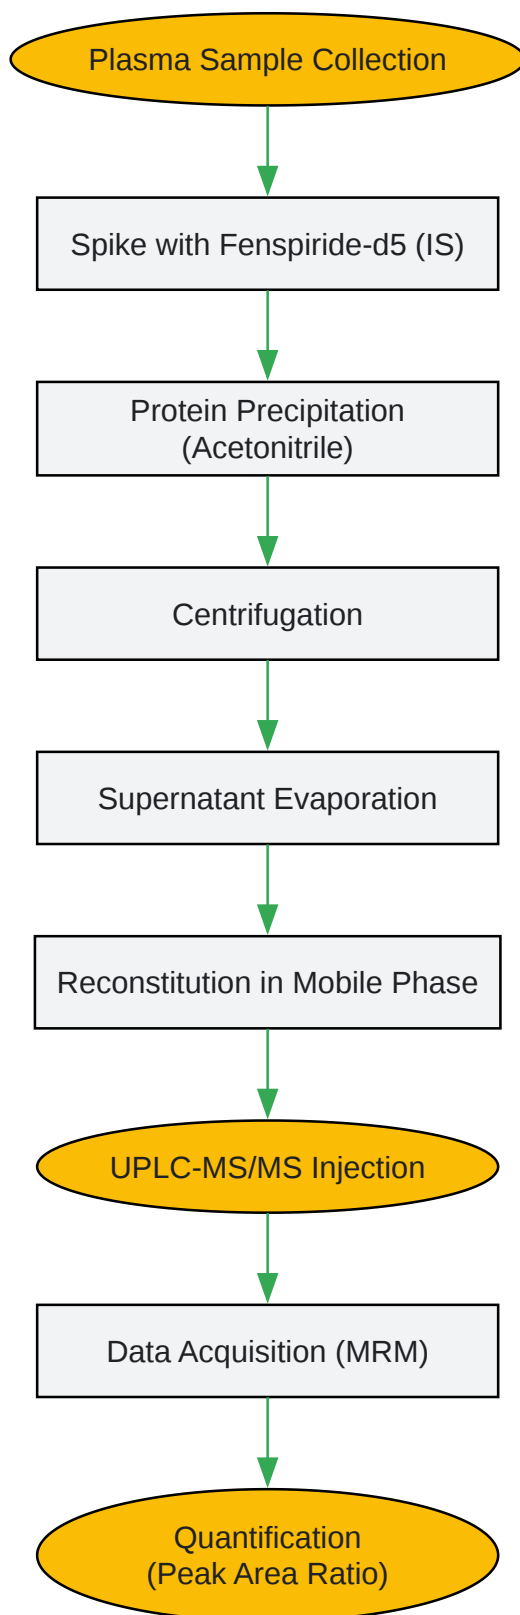 Plasma Sample Collection
Spike with Fenspiride-d5 (IS)
Protein Precipitation
(Acetonitrile)
Centrifugation
Supernatant Evaporation
Reconstitution in Mobile Phase
UPLC-MS/MS Injection
Data Acquisition (MRM)
Quantification
(Peak Area Ratio)